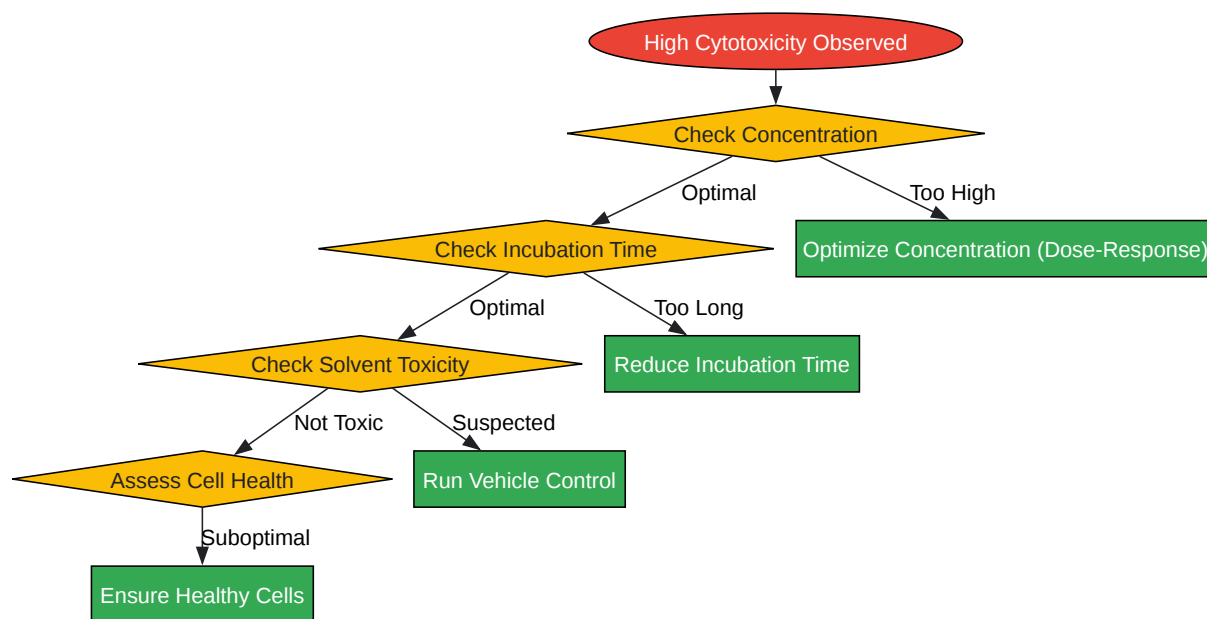 High Cytotoxicity Observed
Check Concentration
Optimal
Too High
Check Incubation Time
Optimize Concentration (Dose-Response)
Optimal
Too Long
Check Solvent Toxicity
Reduce Incubation Time
Not Toxic
Suspected
Assess Cell Health
Run Vehicle Control
Suboptimal
Ensure Healthy Cells